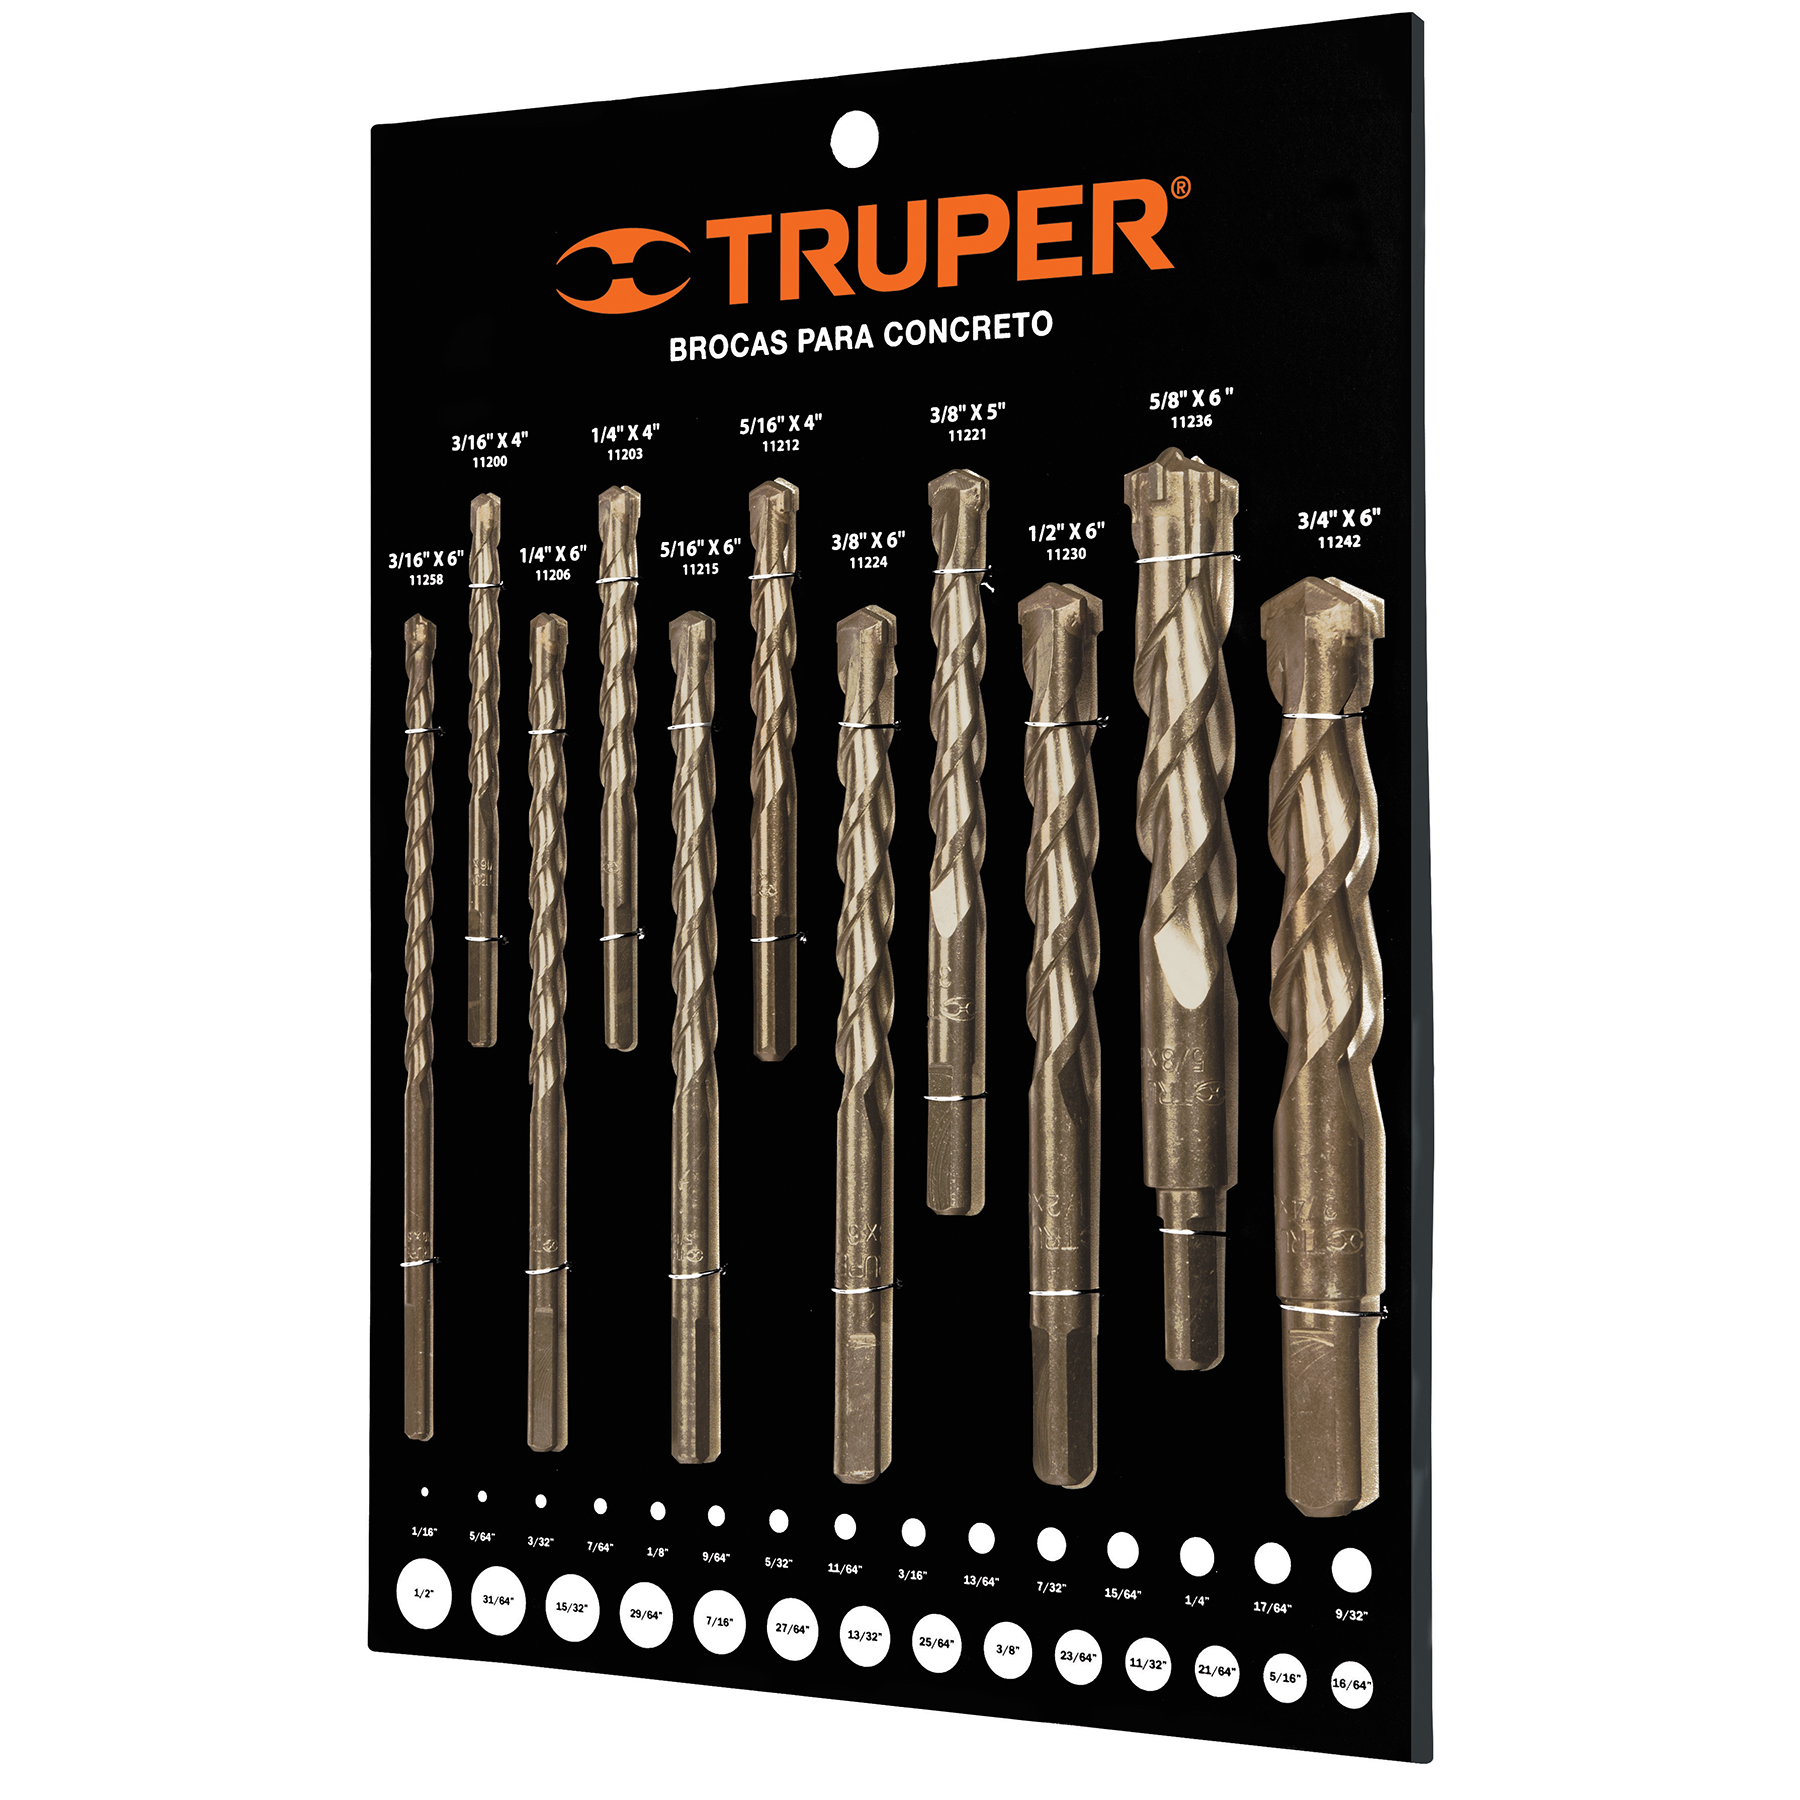 TRUPER®
BROCAS PARA CONCRETO
3/16" X 4"
11200
1/4" X 4"
11203
5/16" X 4"
11212
3/8" X 5"
11221
5/8" X 6 "
11236
3/16" X 6"
11258
1/4" X 6"
11206
5/16" X 6"
11215
3/8" X 6"
11224
1/2" X 6"
11230
3/4" X 6"
11242
1/16" 5/64" 3/32" 7/64" 1/8" 9/64" 5/32" 11/64" 3/16" 13/64" 7/32" 15/64" 1/4" 17/64" 9/32"
1/2" 31/64" 15/32" 29/64" 7/16" 27/64" 13/32" 25/64" 3/8" 23/64" 11/32" 21/64" 5/16" 16/64"